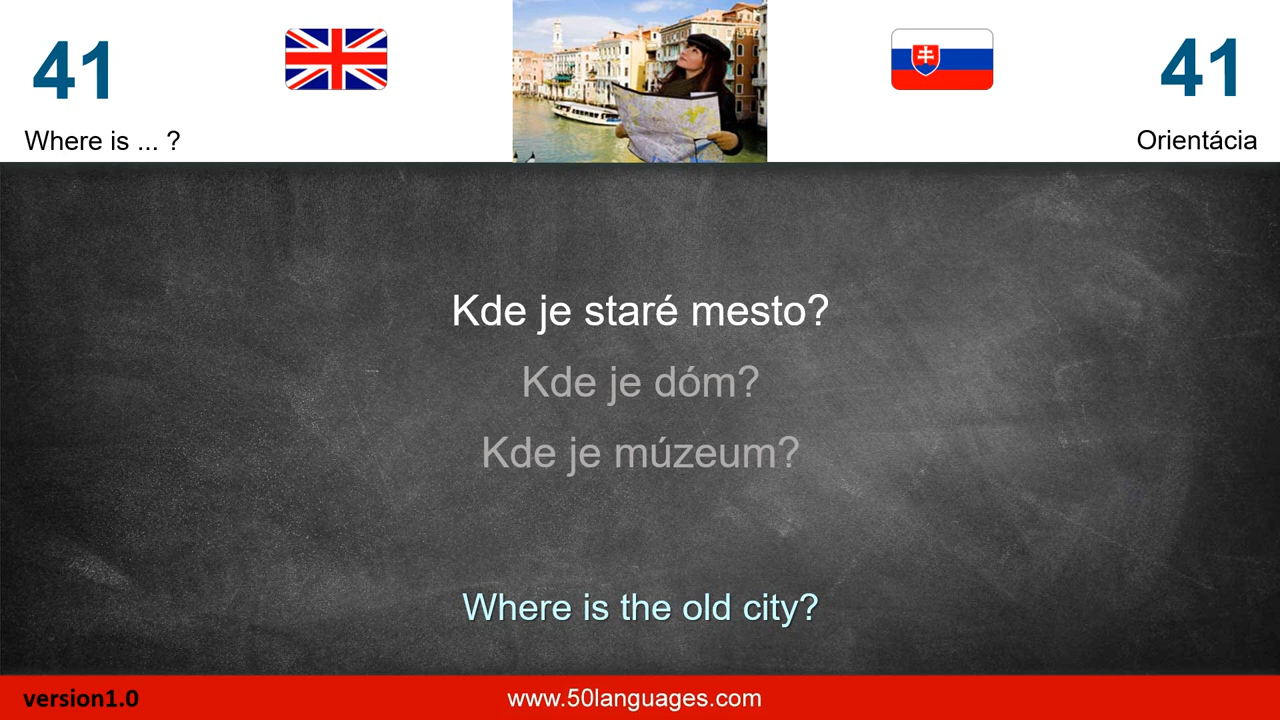 41
41
Where is ... ?
Orientácia
Kde je staré mesto?
Kde je dóm?
Kde je múzeum?
Where is the old city?
version1.0
www.50languages.com